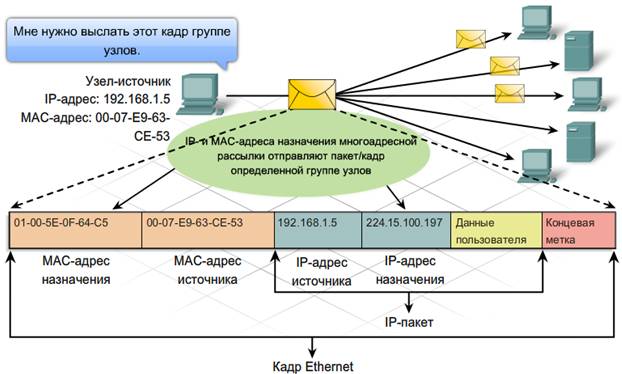 Мне нужно выслать этот кадр группе
узлов.
Узел-источник
IP-адрес: 192.168.1.5
MAC-адрес: 00-07-E9-63-
CE-53
IP- и MAC-адреса назначения многоадресной
рассылки отправляют пакет/кадр
определенной группе узлов
01-00-5E-0F-64-C5 00-07-E9-63-CE-53 192.168.1.5 224.15.100.197 Данные
пользователя Концевая
метка
MAC-адрес
назначения
MAC-адрес
источника
IP-адрес
источника
IP-адрес
назначения
IP-пакет
Кадр Ethernet